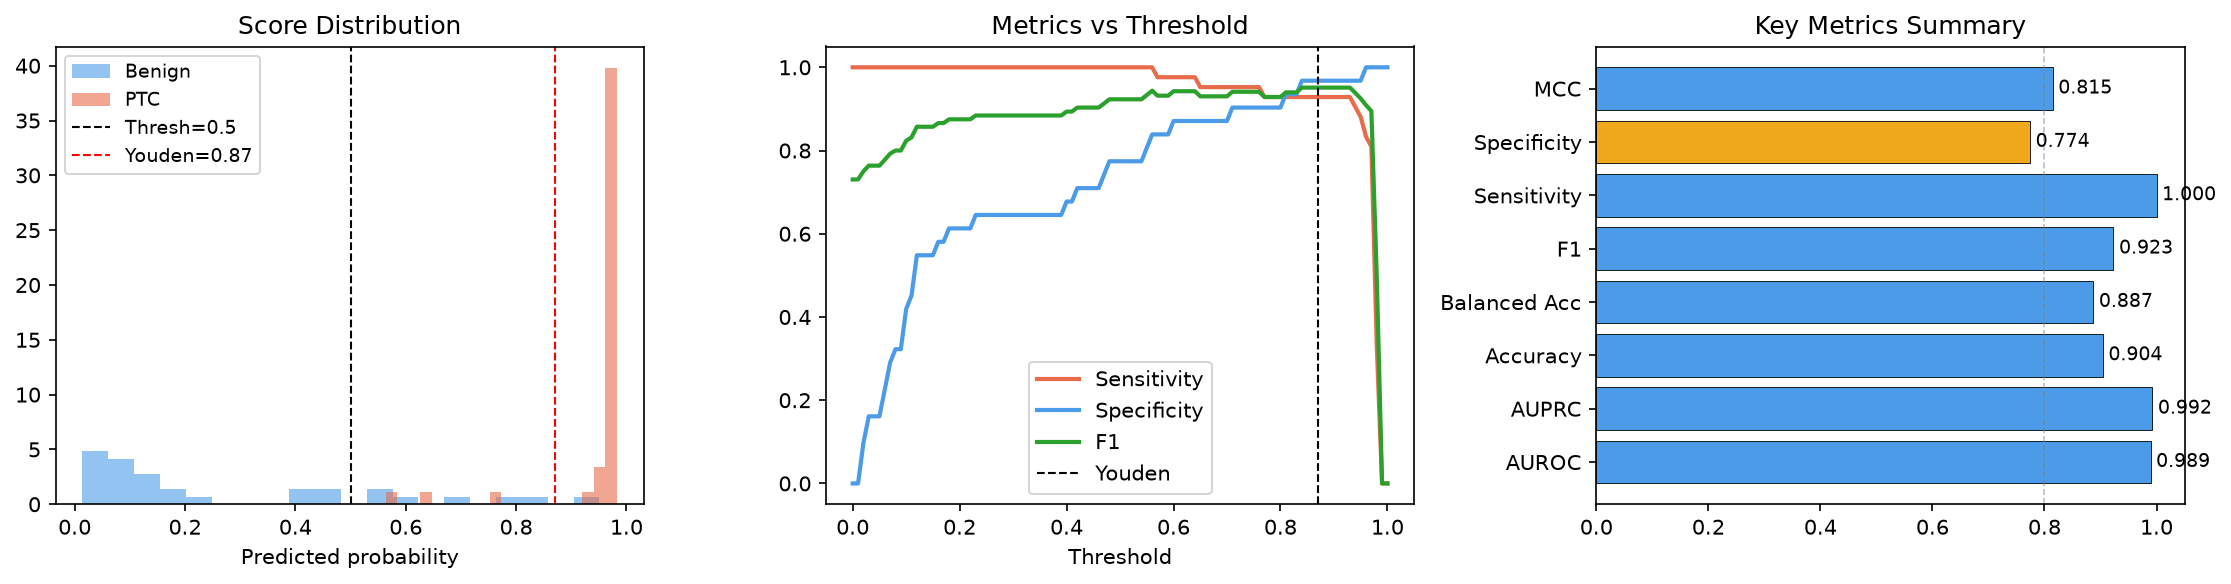 Score Distribution
40
35
30
25
20
15
10
5
0
Benign
PTC
Thresh=0.5
Youden=0.87
0.0 0.2 0.4 0.6 0.8 1.0
Predicted probability
Metrics vs Threshold
1.0
0.8
0.6
0.4
0.2
0.0
Sensitivity
Specificity
F1
Youden
0.0 0.2 0.4 0.6 0.8 1.0
Threshold
Key Metrics Summary
MCC 0.815
Specificity 0.774
Sensitivity 1.000
F1 0.923
Balanced Acc 0.887
Accuracy 0.904
AUPRC 0.992
AUROC 0.989
0.0 0.2 0.4 0.6 0.8 1.0